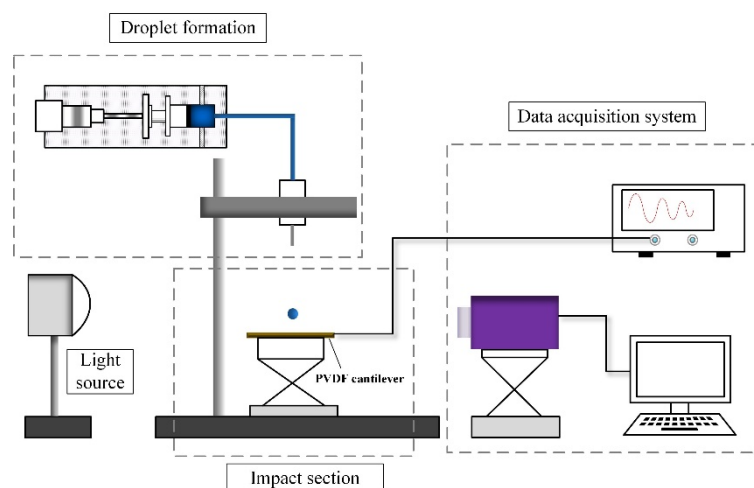 Droplet formation
Data acquisition system
Light
source
PVDF cantilever
Impact section